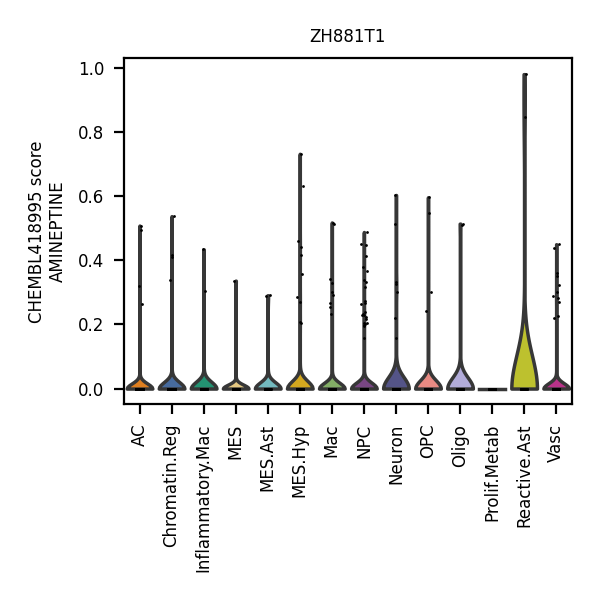 ZH881T1
CHEMBL418995 score
AMINEPTINE
1.0
0.8
0.6
0.4
0.2
0.0
AC
Chromatin.Reg
Inflammatory.Mac
MES
MES.Ast
MES.Hyp
Mac
NPC
Neuron
OPC
Oligo
Prolif.Metab
Reactive.Ast
Vasc